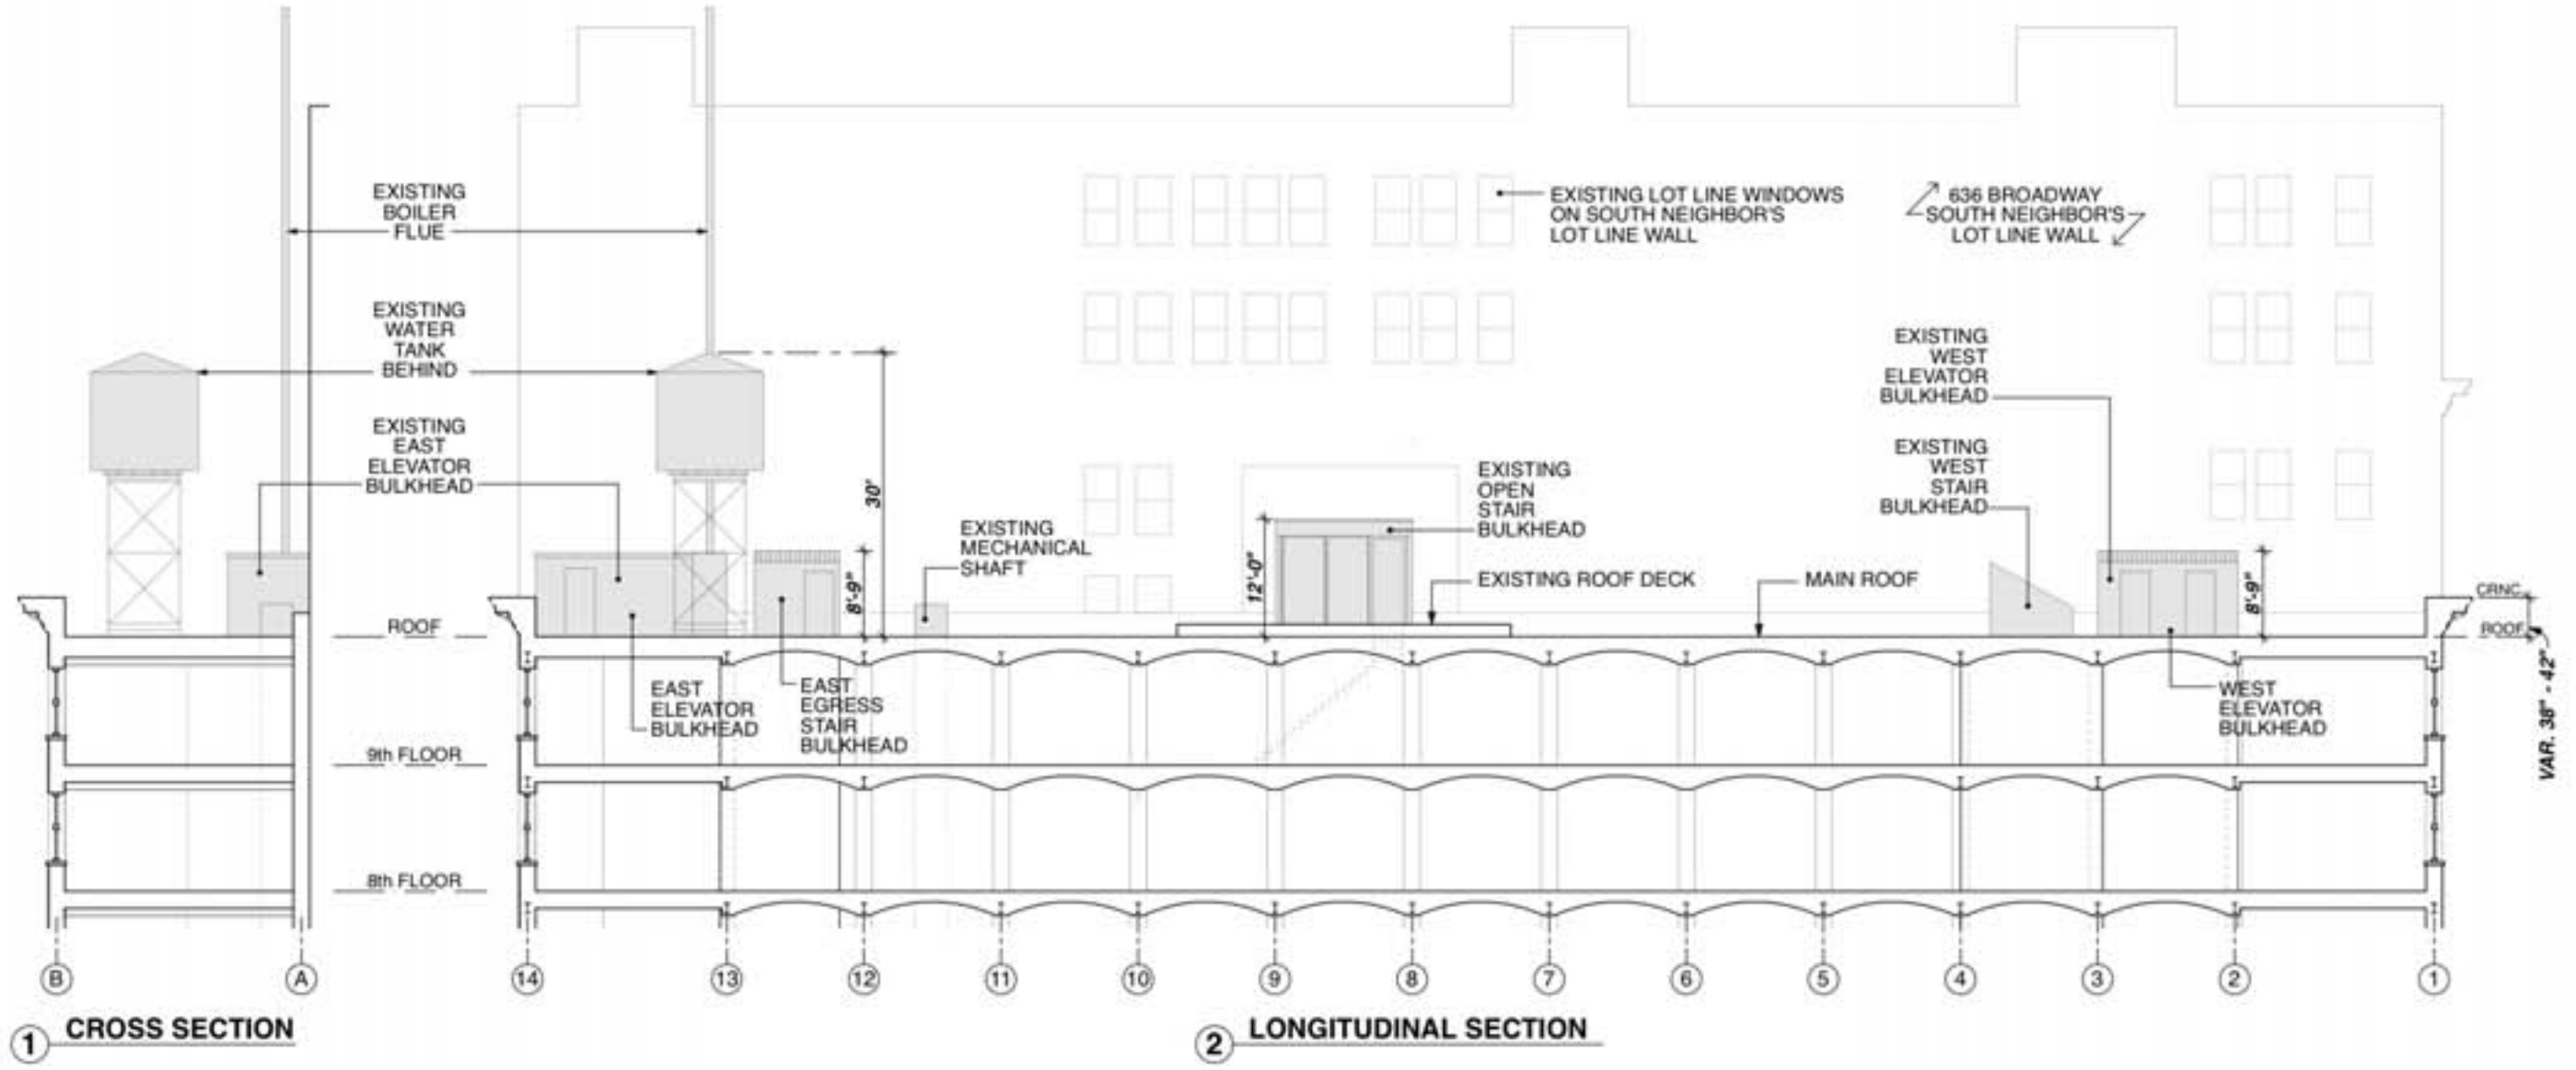 EXISTING
BOILER
FLUE
EXISTING
WATER
TANK
BEHIND
EXISTING
EAST
ELEVATOR
BULKHEAD
ROOF
9th FLOOR
8th FLOOR
EXISTING LOT LINE WINDOWS
ON SOUTH NEIGHBOR'S
LOT LINE WALL
636 BROADWAY
SOUTH NEIGHBOR'S
LOT LINE WALL
EXISTING
WEST
ELEVATOR
BULKHEAD
EXISTING
WEST
STAIR
BULKHEAD
EXISTING
OPEN
STAIR
BULKHEAD
EXISTING
MECHANICAL
SHAFT
30'
8'-9"
12'-0"
EXISTING ROOF DECK
MAIN ROOF
8'-9"
CRNC.
ROOF
VAR. 38" - 42"
EAST
ELEVATOR
BULKHEAD
EAST
EGRESS
STAIR
BULKHEAD
WEST
ELEVATOR
BULKHEAD
B
A
14
13
12
11
10
9
8
7
6
5
4
3
2
1
1 CROSS SECTION
2 LONGITUDINAL SECTION